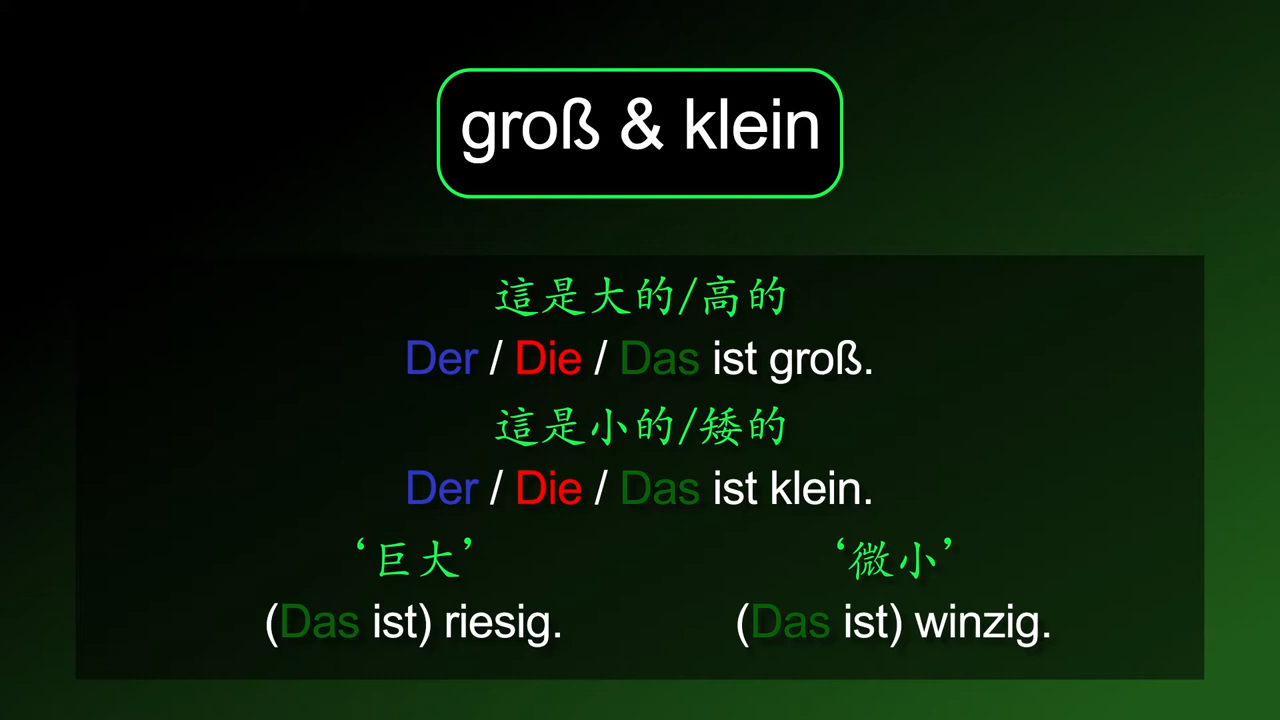 groß & klein
這是大的/高的
Der / Die / Das ist groß.
這是小的/矮的
Der / Die / Das ist klein.
‘巨大’ ‘微小’
(Das ist) riesig. (Das ist) winzig.